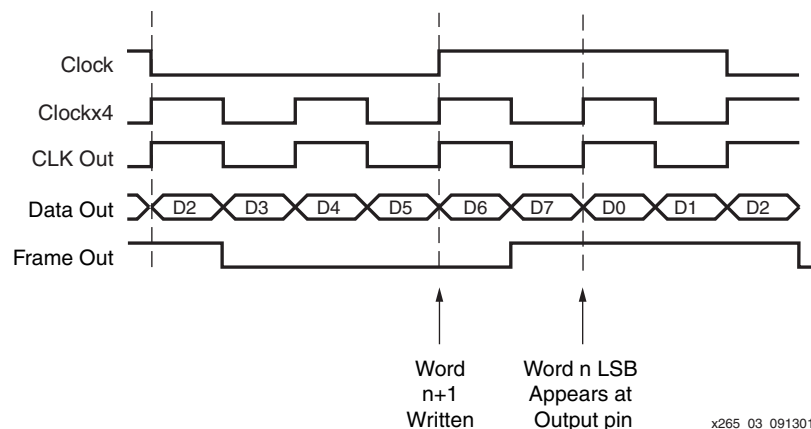 Clock
Clockx4
CLK Out
Data Out
D2 D3 D4 D5 D6 D7 D0 D1 D2
Frame Out
Word
n+1
Written
Word n LSB
Appears at
Output pin
x265_03_091301